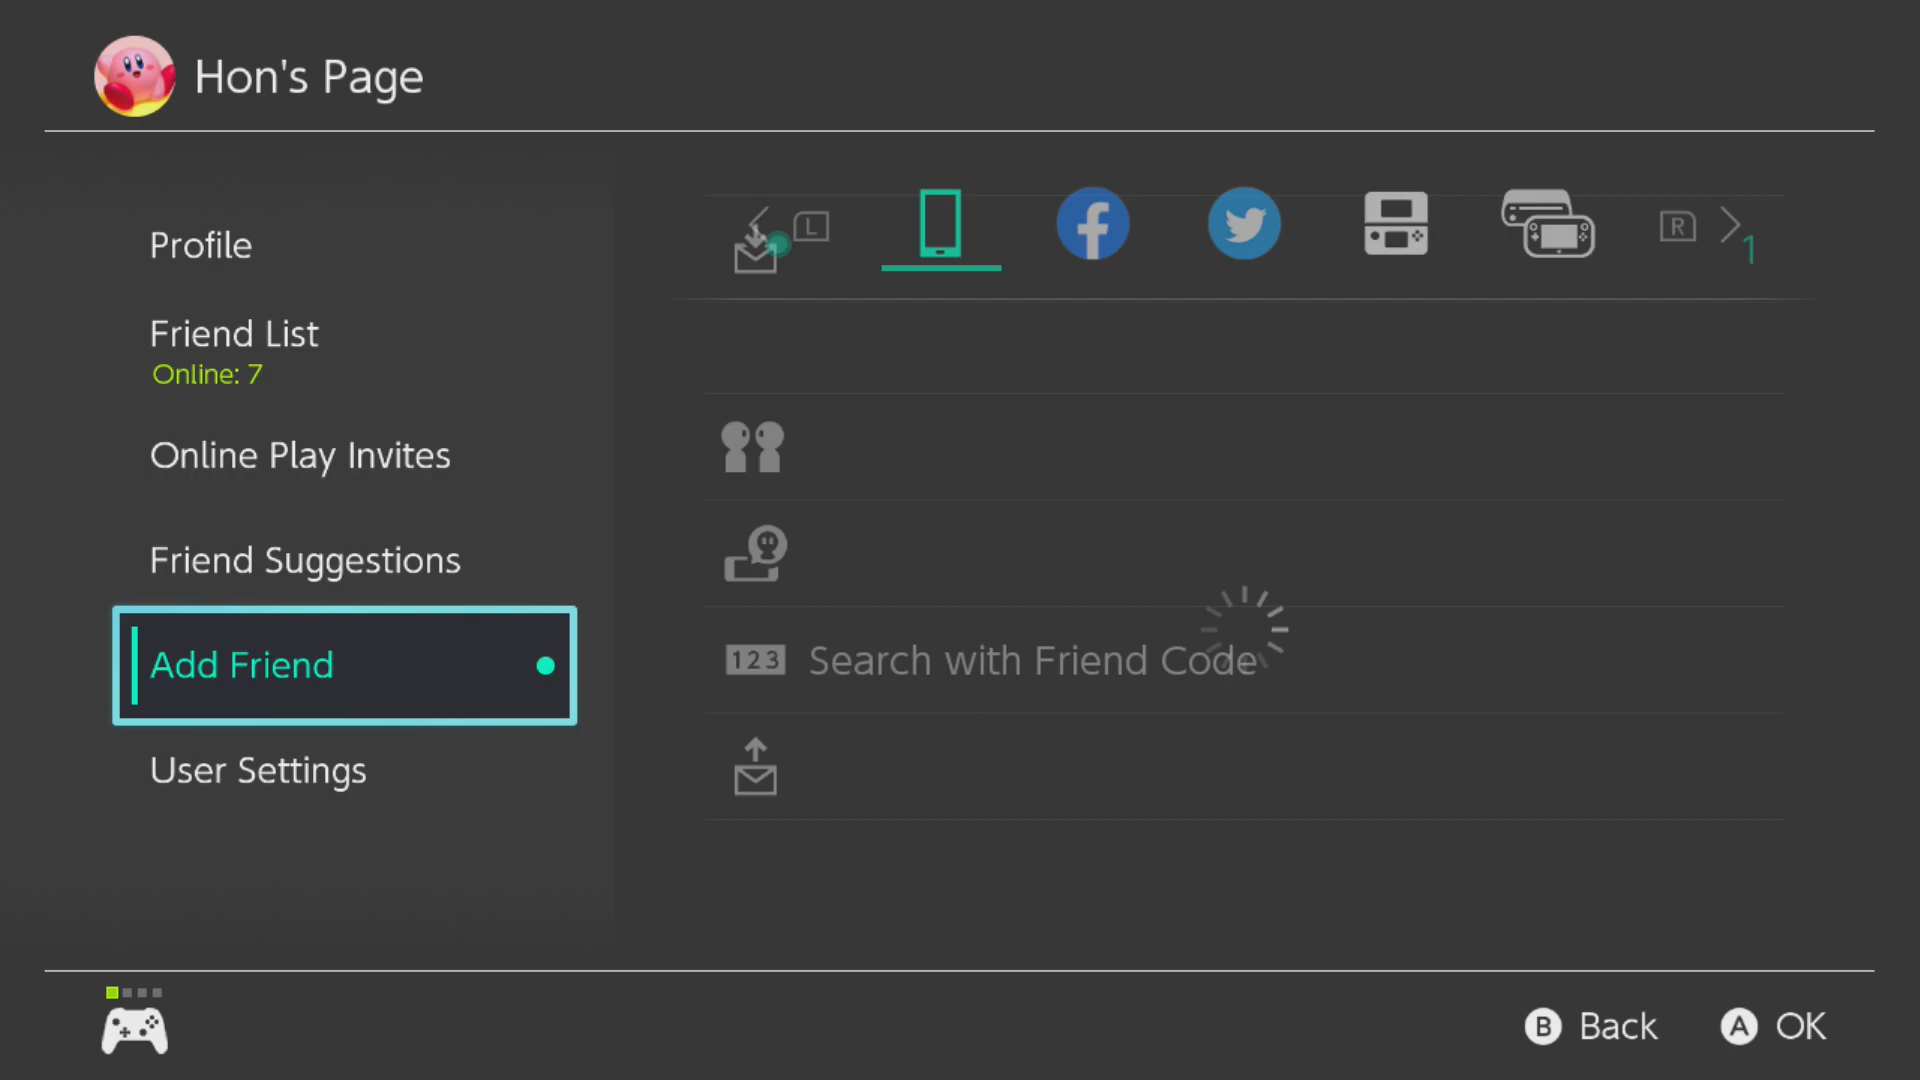 Hon's Page
Profile
Friend List
Online: 7
Online Play Invites
Friend Suggestions
Add Friend
User Settings
L
R
1
123 Search with Friend Code
B Back
A OK